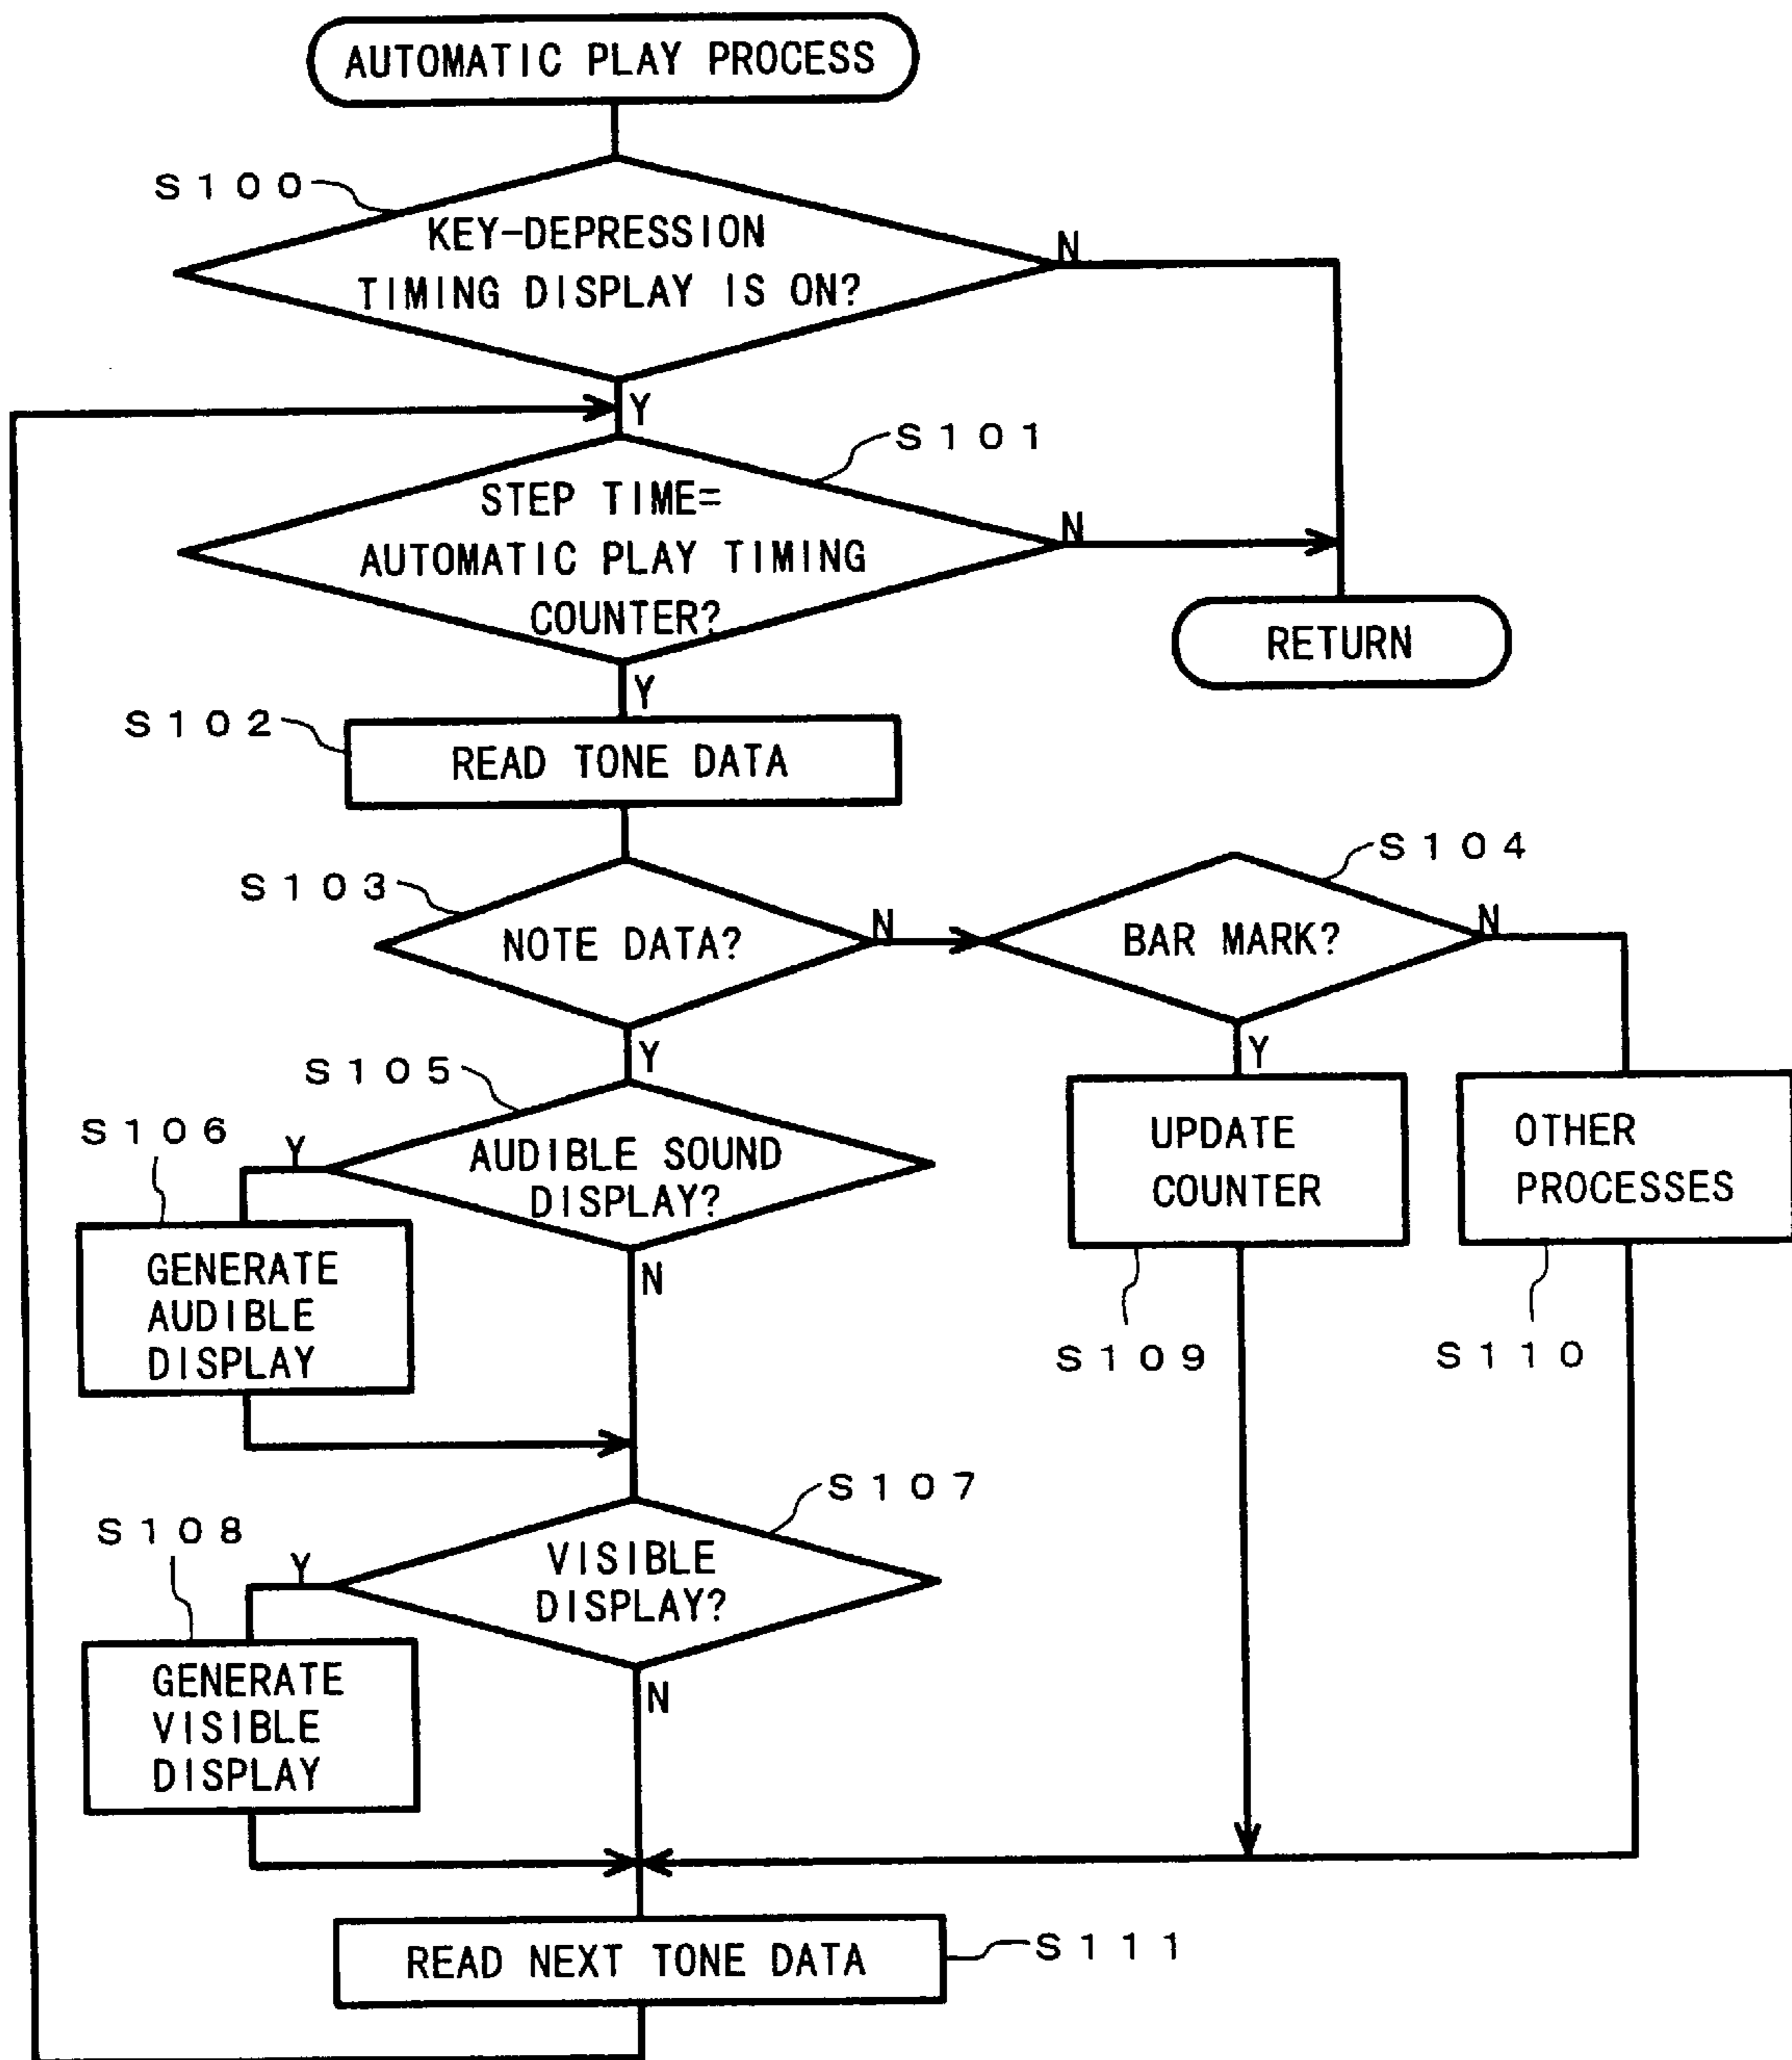 AUTOMATIC PLAY PROCESS
S100
KEY-DEPRESSION
TIMING DISPLAY IS ON?
N
Y
S101
STEP TIME=
AUTOMATIC PLAY TIMING
COUNTER?
N
RETURN
Y
S102
READ TONE DATA
S103
NOTE DATA?
N
S104
BAR MARK?
N
Y
Y
S105
AUDIBLE SOUND
DISPLAY?
Y
S106
GENERATE
AUDIBLE
DISPLAY
N
UPDATE
COUNTER
S109
OTHER
PROCESSES
S110
S107
VISIBLE
DISPLAY?
Y
S108
GENERATE
VISIBLE
DISPLAY
N
READ NEXT TONE DATA
S111